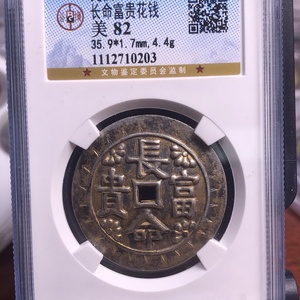 长命富贵花钱
美 82
35.9*1.7mm,4.4g
1112710203
文物鉴定委员会监制
長命富貴